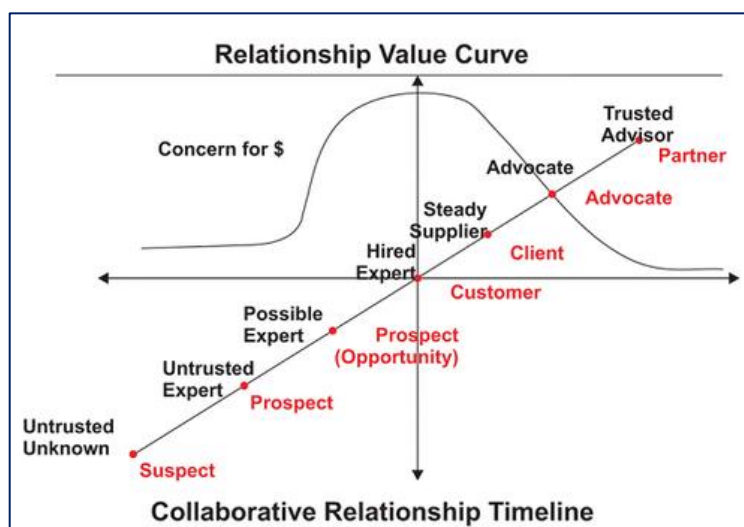 Relationship Value Curve
Concern for $
Trusted
Advisor
Partner
Advocate
Advocate
Steady
Supplier
Client
Hired
Expert
Customer
Possible
Expert
Prospect
(Opportunity)
Untrusted
Expert
Prospect
Untrusted
Unknown
Suspect
Collaborative Relationship Timeline